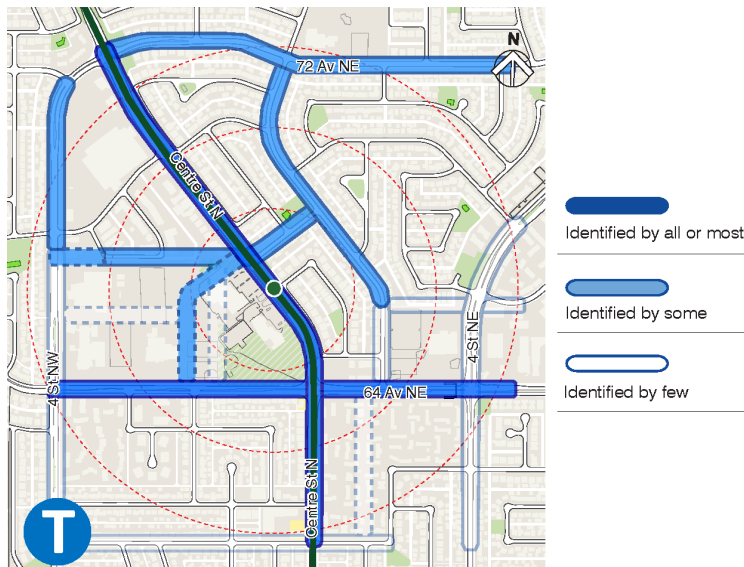 N
72 Av NE
Centre St N
Identified by all or most
Identified by some
4 St NE
4 St NW
64 Av NE
Identified by few
Centre St N
T